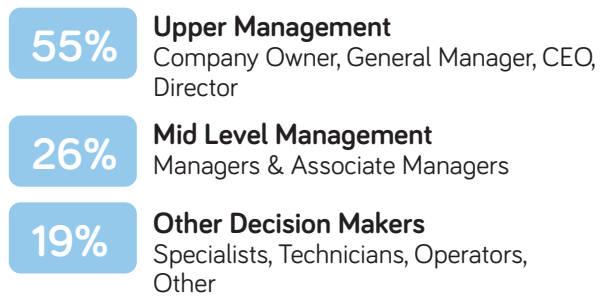 55%
Upper Management
Company Owner, General Manager, CEO,
Director
26%
Mid Level Management
Managers & Associate Managers
19%
Other Decision Makers
Specialists, Technicians, Operators,
Other